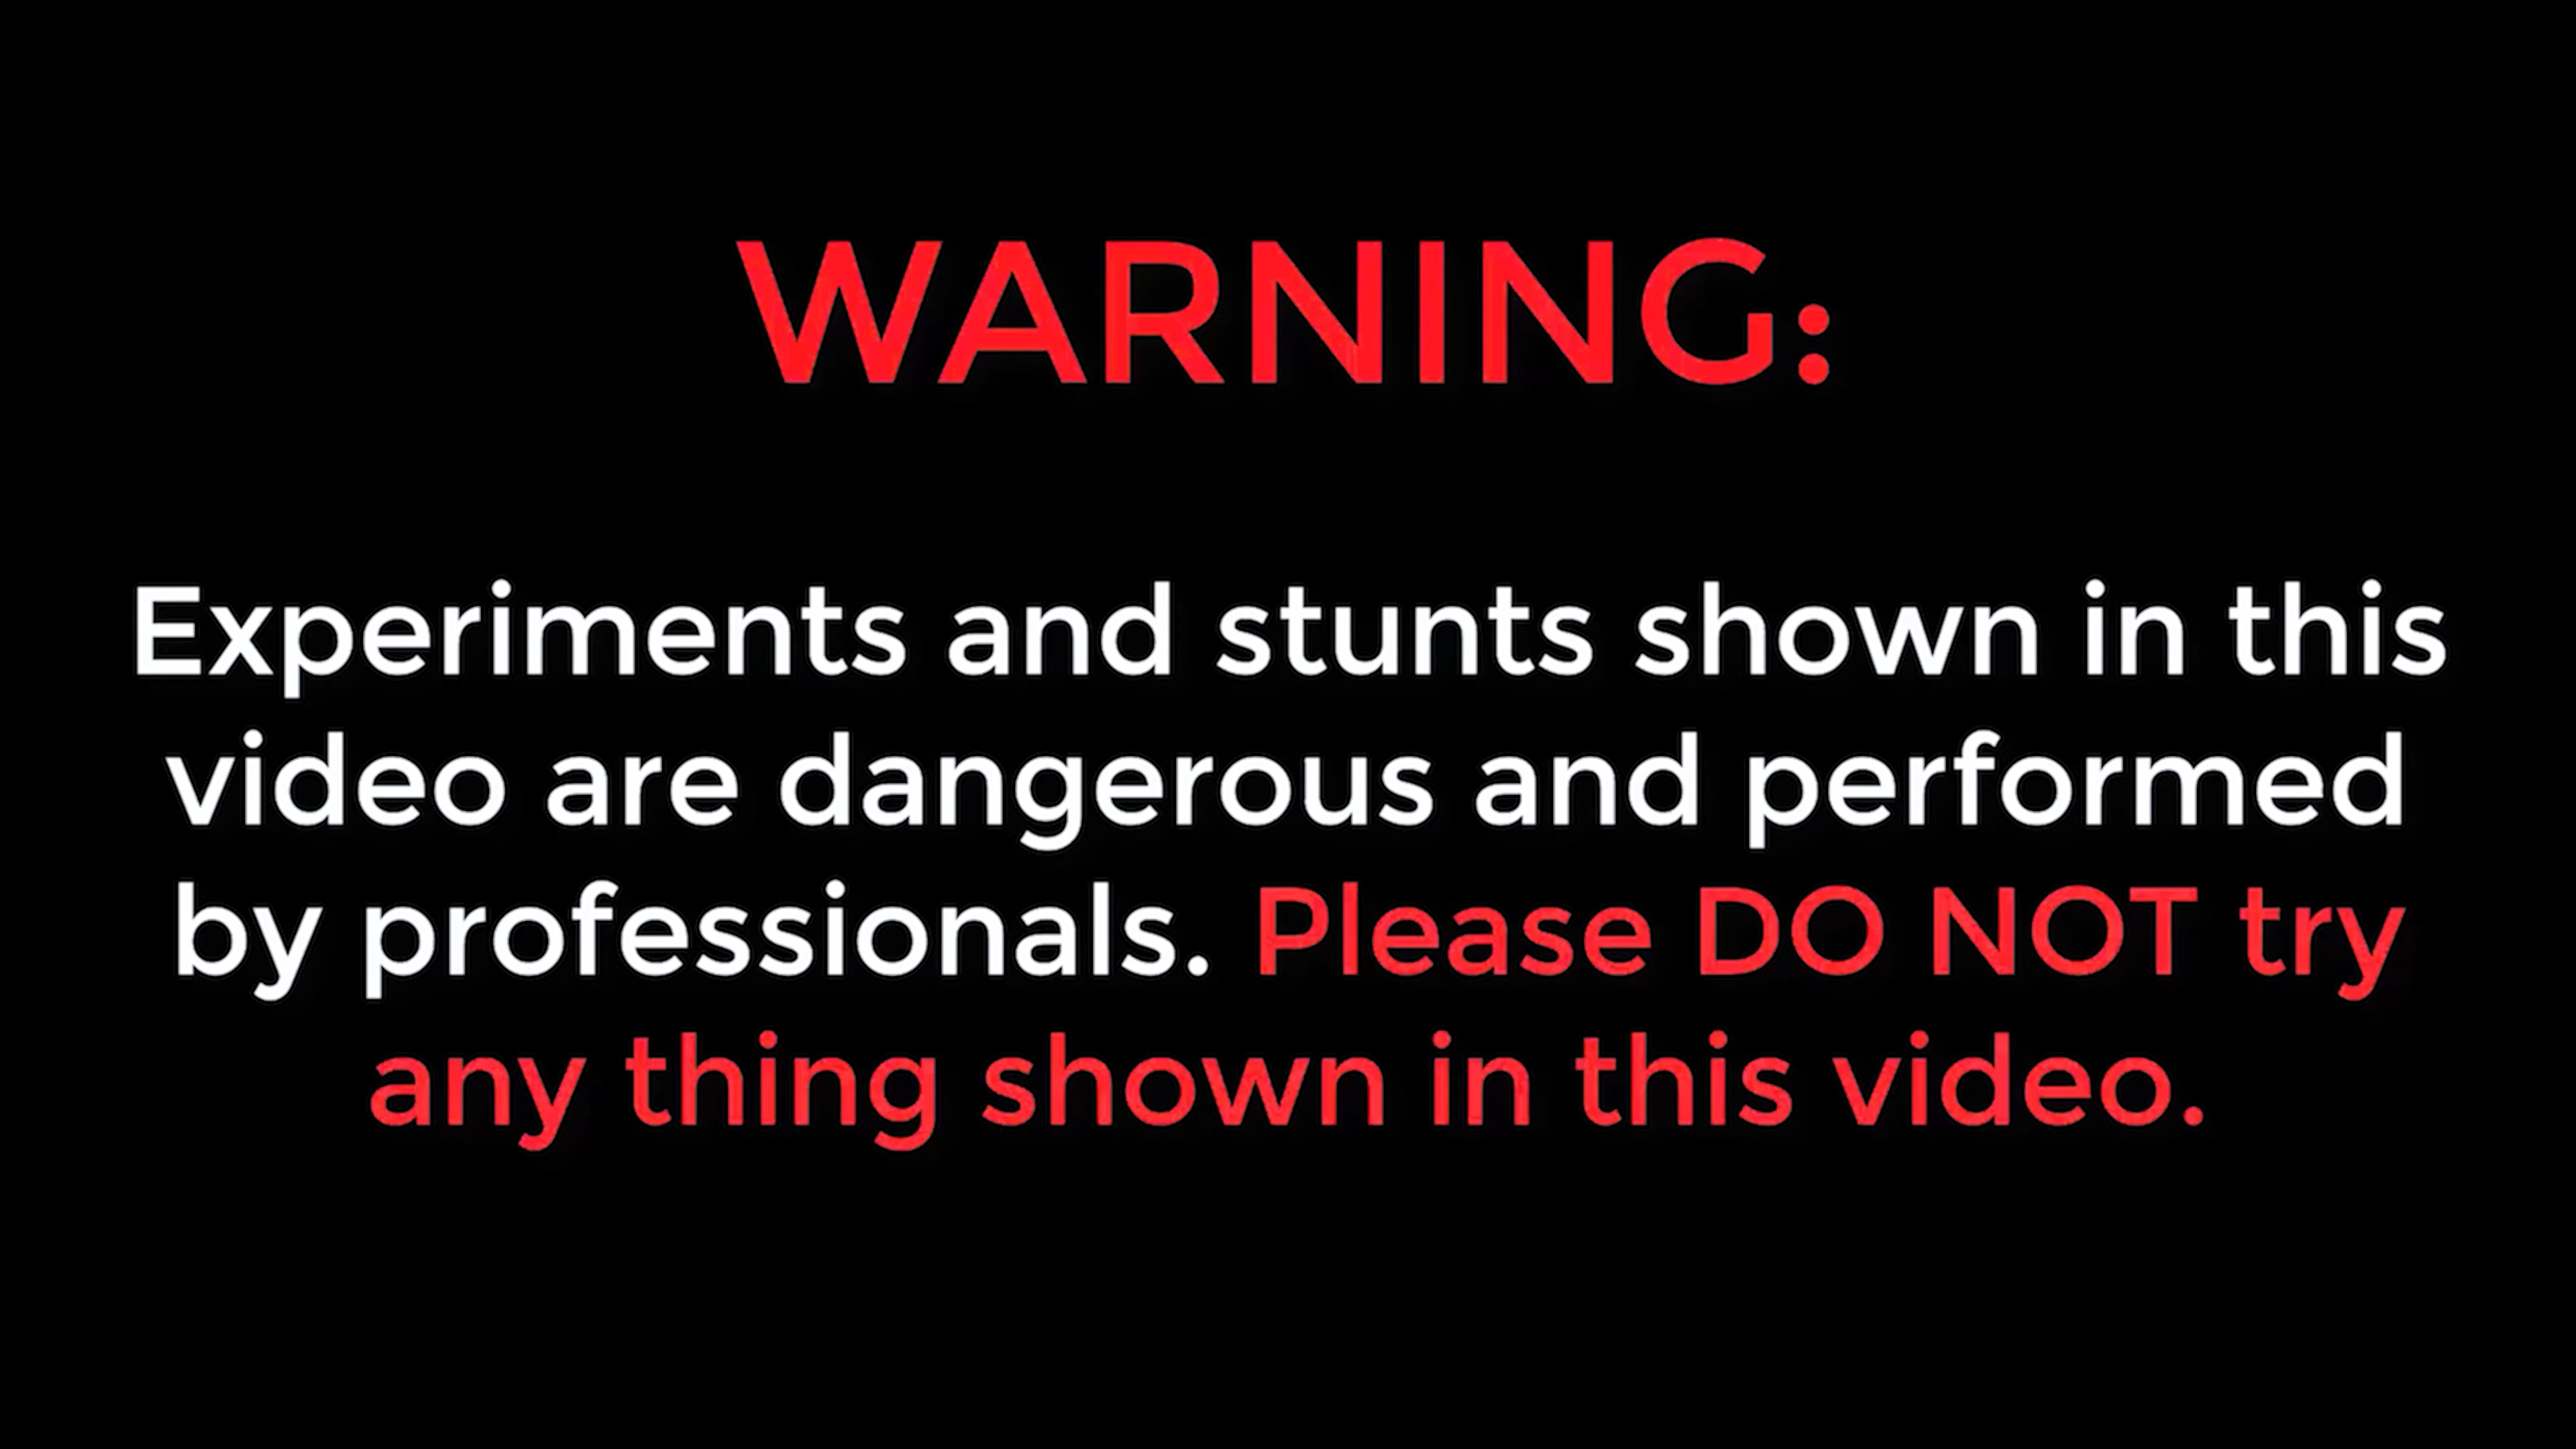 WARNING:
Experiments and stunts shown in this
video are dangerous and performed
by professionals. Please DO NOT try
any thing shown in this video.